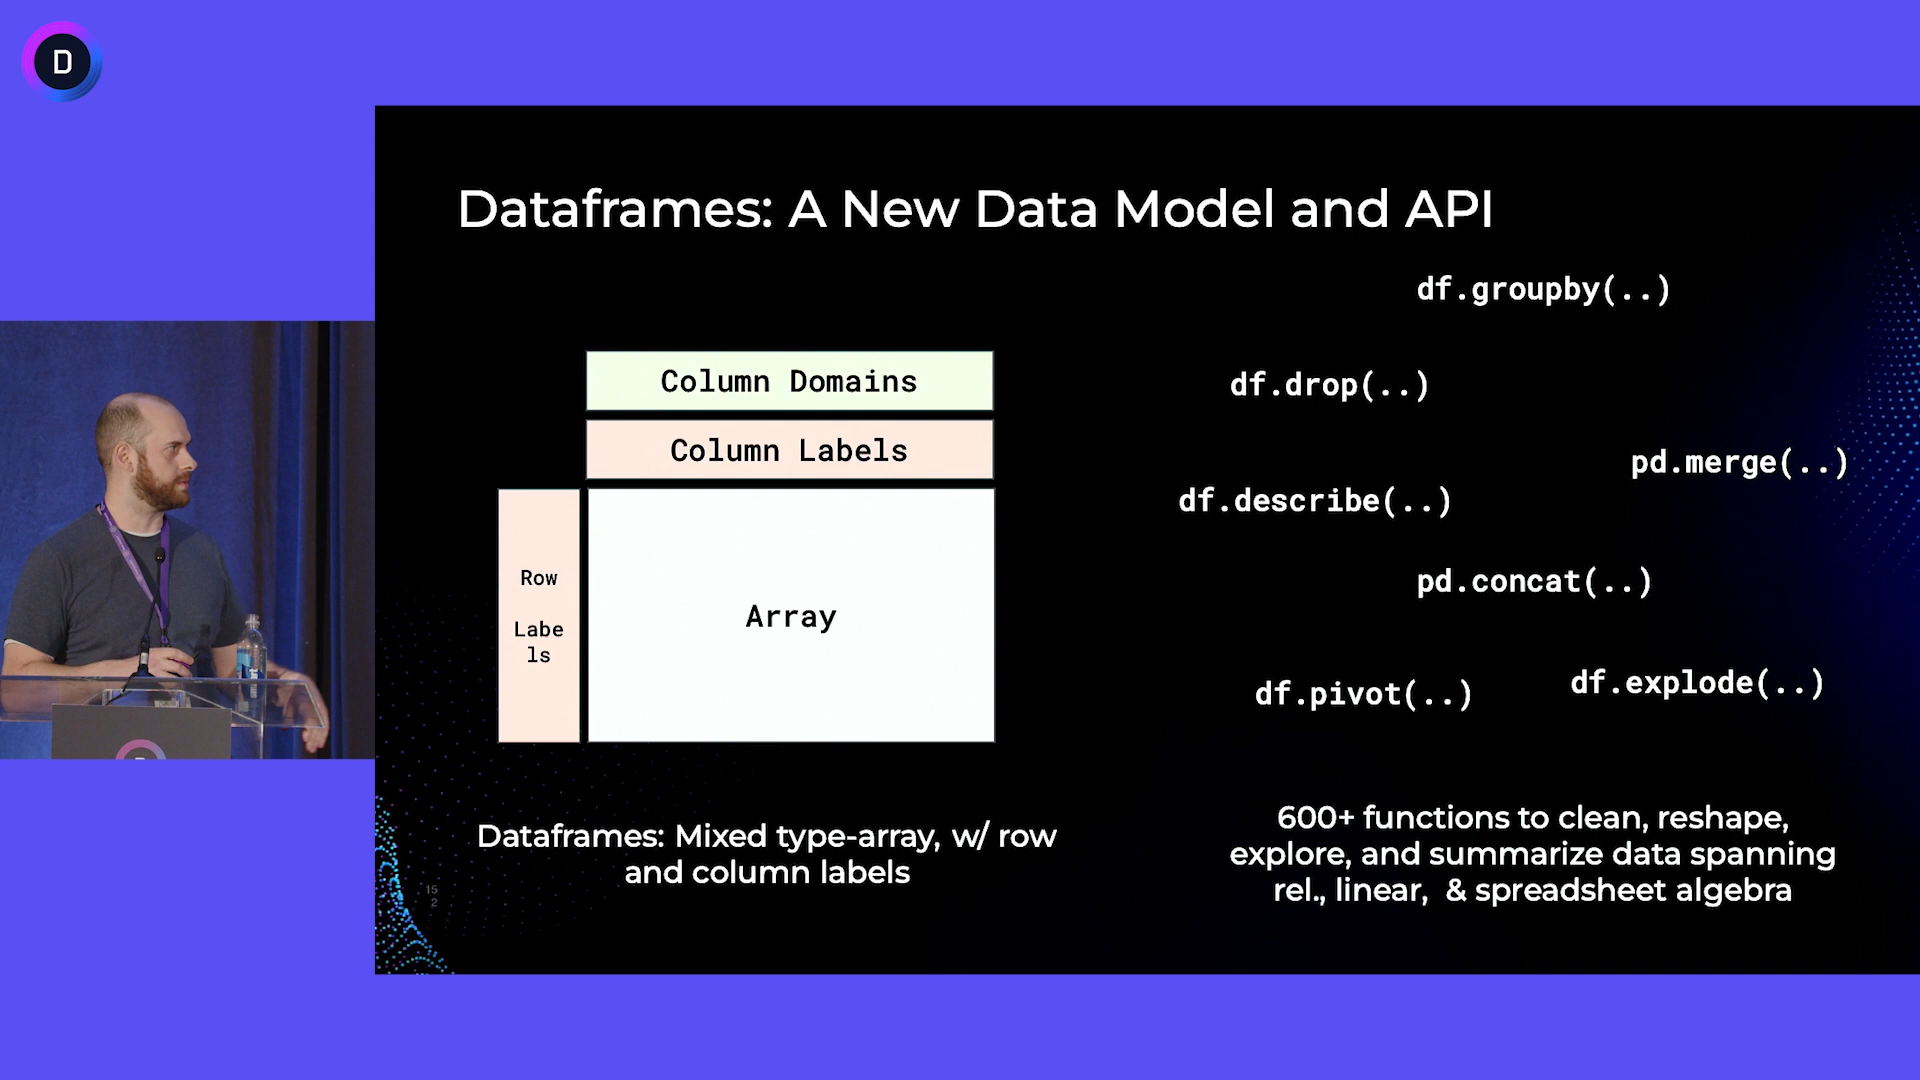 D
Dataframes: A New Data Model and API
Column Domains
Column Labels
Row
Labe
ls
Array
Dataframes: Mixed type-array, w/ row
and column labels
15
2
df.groupby(..)
df.drop(..)
pd.merge(..)
df.describe(..)
pd.concat(..)
df.pivot(..)
df.explode(..)
600+ functions to clean, reshape,
explore, and summarize data spanning
rel., linear,  & spreadsheet algebra